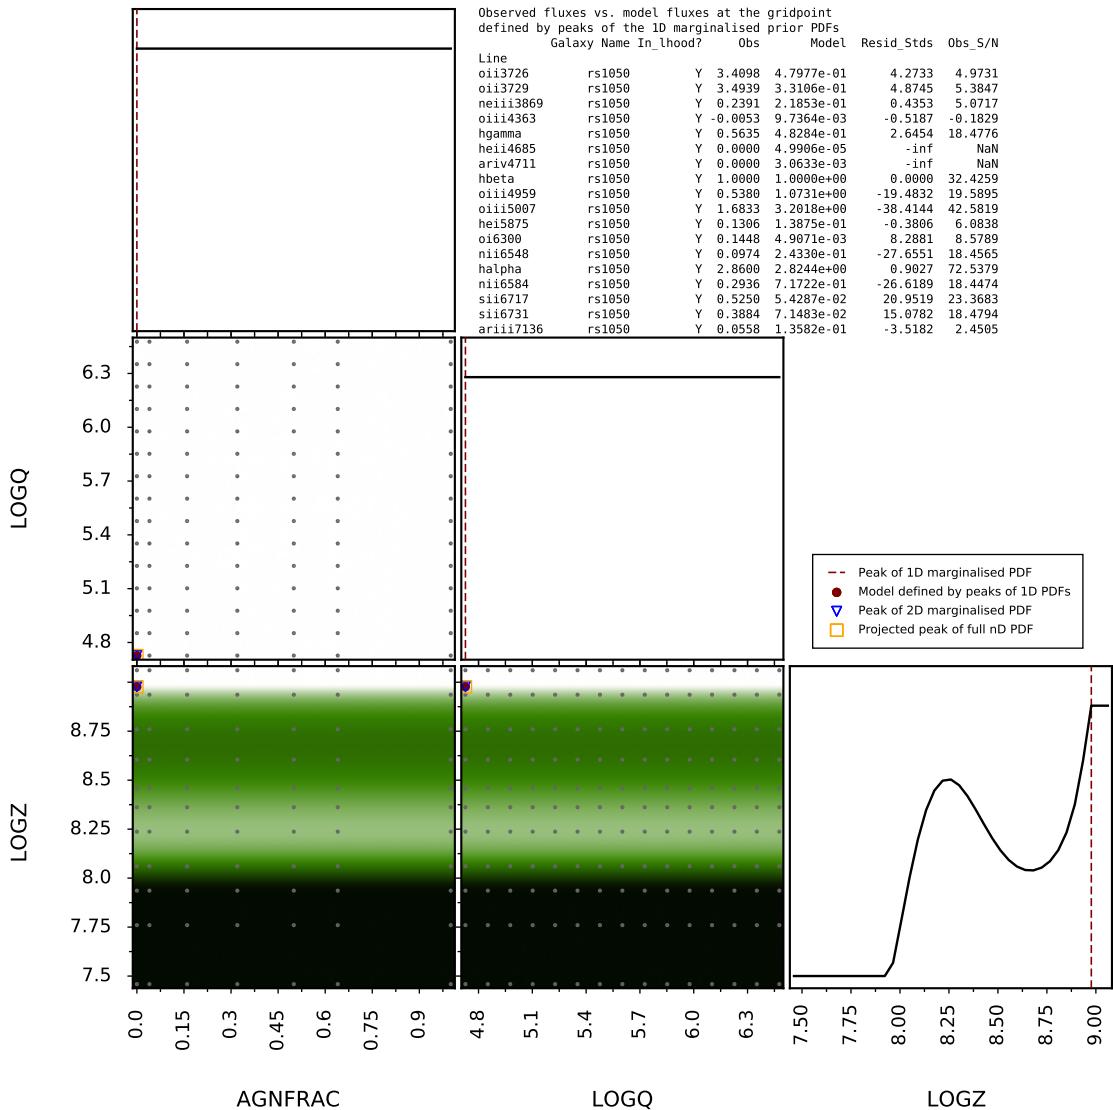 Observed fluxes vs. model fluxes at the gridpoint
defined by peaks of the 1D marginalised prior PDFs
Galaxy Name In_lhood? Obs Model Resid_Stds Obs_S/N
Line
oii3726 rs1050 Y 3.4098 4.7977e-01 4.2733 4.9731
oii3729 rs1050 Y 3.4939 3.3106e-01 4.8745 5.3847
neiii3869 rs1050 Y 0.2391 2.1853e-01 0.4353 5.0717
oiii4363 rs1050 Y -0.0053 9.7364e-03 -0.5187 -0.1829
hgamma rs1050 Y 0.5635 4.8284e-01 2.6454 18.4776
heii4685 rs1050 Y 0.0000 4.9906e-05 -inf NaN
ariv4711 rs1050 Y 0.0000 3.0633e-03 -inf NaN
hbeta rs1050 Y 1.0000 1.0000e+00 0.0000 32.4259
oiii4959 rs1050 Y 0.5380 1.0731e+00 -19.4832 19.5895
oiii5007 rs1050 Y 1.6833 3.2018e+00 -38.4144 42.5819
hei5875 rs1050 Y 0.1306 1.3875e-01 -0.3806 6.0838
oi6300 rs1050 Y 0.1448 4.9071e-03 8.2881 8.5789
nii6548 rs1050 Y 0.0974 2.4330e-01 -27.6551 18.4565
halpha rs1050 Y 2.8600 2.8244e+00 0.9027 72.5379
nii6584 rs1050 Y 0.2936 7.1722e-01 -26.6189 18.4474
sii6717 rs1050 Y 0.5250 5.4287e-02 20.9519 23.3683
sii6731 rs1050 Y 0.3884 7.1483e-02 15.0782 18.4794
ariii7136 rs1050 Y 0.0558 1.3582e-01 -3.5182 2.4505
6.3
6.0
5.7
5.4
5.1
4.8
LOGQ
Peak of 1D marginalised PDF
Model defined by peaks of 1D PDFs
Peak of 2D marginalised PDF
Projected peak of full nD PDF
8.75
8.5
8.25
8.0
7.75
7.5
LOGZ
0.0 0.15 0.3 0.45 0.6 0.75 0.9
4.8 5.1 5.4 5.7 6.0 6.3
7.50 7.75 8.00 8.25 8.50 8.75 9.00
AGNFRAC LOGQ LOGZ